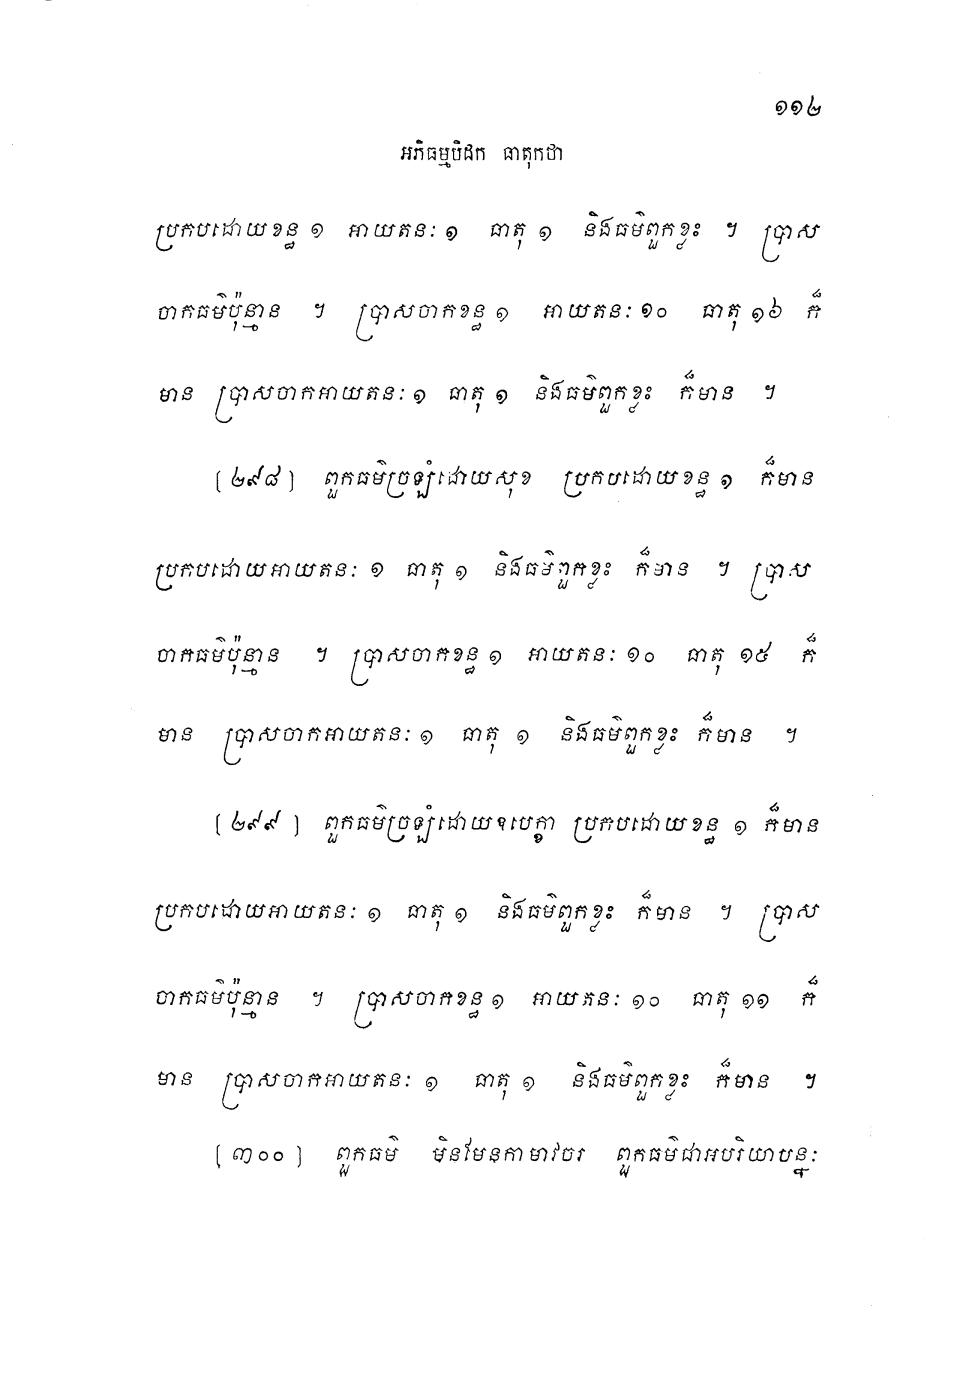 ១១២
អភិធម្មបិដក ធាតុកថា
ប្រកបដោយខន្ធ ១ អាយតនៈ ១ ធាតុ ១ និងធម៌ពួកខ្លះ ។ ប្រាស
ចាកធម៌ប៉ុន្មាន ។ ប្រាសចាកខន្ធ ១ អាយតនៈ ១០ ធាតុ ១៦ ក៏
មាន ប្រាសចាកអាយតនៈ ១ ធាតុ ១ និងធម៌ពួកខ្លះ ក៏មាន ។
(២៩៨) ពួកធម៌ច្រឡំដោយសុខ ប្រកបដោយខន្ធ ១ ក៏មាន
ប្រកបដោយអាយតនៈ ១ ធាតុ ១ និងធម៌ពួកខ្លះ ក៏មាន ។ ប្រាស
ចាកធម៌ប៉ុន្មាន ។ ប្រាសចាកខន្ធ ១ អាយតនៈ ១០ ធាតុ ១៥ ក៏
មាន ប្រាសចាកអាយតនៈ ១ ធាតុ ១ និងធម៌ពួកខ្លះ ក៏មាន ។
(២៩៩) ពួកធម៌ច្រឡំដោយឧបេក្ខា ប្រកបដោយខន្ធ ១ ក៏មាន
ប្រកបដោយអាយតនៈ ១ ធាតុ ១ និងធម៌ពួកខ្លះ ក៏មាន ។ ប្រាស
ចាកធម៌ប៉ុន្មាន ។ ប្រាសចាកខន្ធ ១ អាយតនៈ ១០ ធាតុ ១១ ក៏
មាន ប្រាសចាកអាយតនៈ ១ ធាតុ ១ និងធម៌ពួកខ្លះ ក៏មាន ។
(៣០០) ពួកធម៌ មិនមែនកាមាវចរ ពួកធម៌ជាអបរិយាបន្នៈ